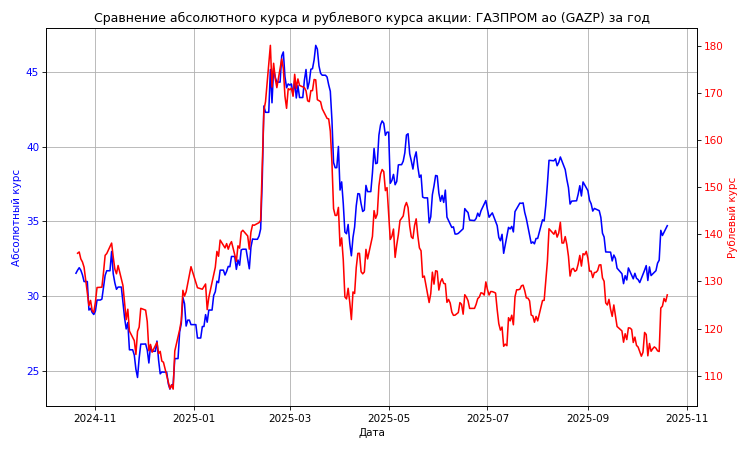 Сравнение абсолютного курса и рублевого курса акции: ГАЗПРОМ ао (GAZP) за год
Абсолютный курс
45
40
35
30
25
180
170
160
150
140
130
120
110
Рублевый курс
2024-11 2025-01 2025-03 2025-05 2025-07 2025-09 2025-11
Дата